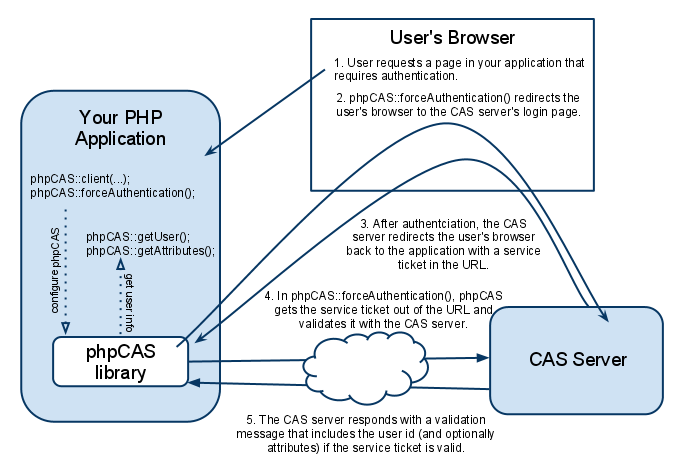 User's Browser
1. User requests a page in your application that
requires authentication.
2. phpCAS::forceAuthentication() redirects the
user's browser to the CAS server's login page.
Your PHP
Application
phpCAS::client(...);
phpCAS::forceAuthentication();
configure phpCAS
phpCAS::getUser();
phpCAS::getAttributes();
get user info
phpCAS
library
3. After authentciation, the CAS
server redirects the user's browser
back to the application with a service
ticket in the URL.
4. In phpCAS::forceAuthentication(), phpCAS
gets the service ticket out of the URL and
validates it with the CAS server.
CAS Server
5. The CAS server responds with a validation
message that includes the user id (and optionally
attributes) if the service ticket is valid.